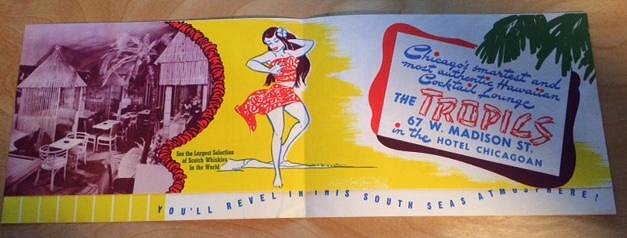 Chicago's smartest and
most authentic Hawaiian
Cocktail Lounge
THE TROPICS
67 W. MADISON ST.
in the HOTEL CHICAGOAN
See the Largest Selection
of Scotch Whiskies
in the World
YOU'LL REVEL IN THIS SOUTH SEAS ATMOSPHERE!